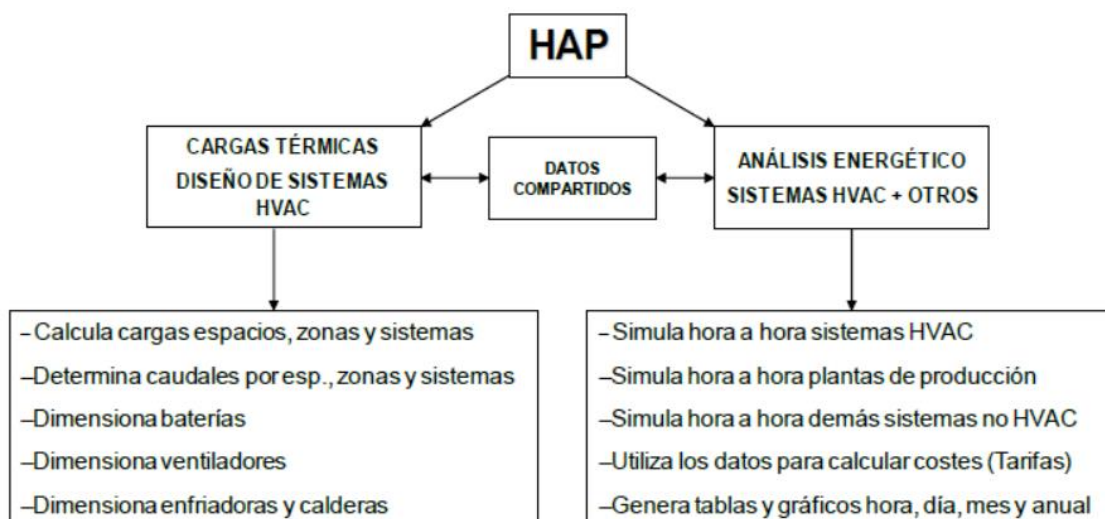 HAP
CARGAS TÉRMICAS
DISEÑO DE SISTEMAS
HVAC
DATOS
COMPARTIDOS
ANÁLISIS ENERGÉTICO
SISTEMAS HVAC + OTROS
–Calcula cargas espacios, zonas y sistemas
–Determina caudales por esp., zonas y sistemas
–Dimensiona baterías
–Dimensiona ventiladores
–Dimensiona enfriadoras y calderas
–Simula hora a hora sistemas HVAC
–Simula hora a hora plantas de producción
–Simula hora a hora demás sistemas no HVAC
–Utiliza los datos para calcular costes (Tarifas)
–Genera tablas y gráficos hora, día, mes y anual